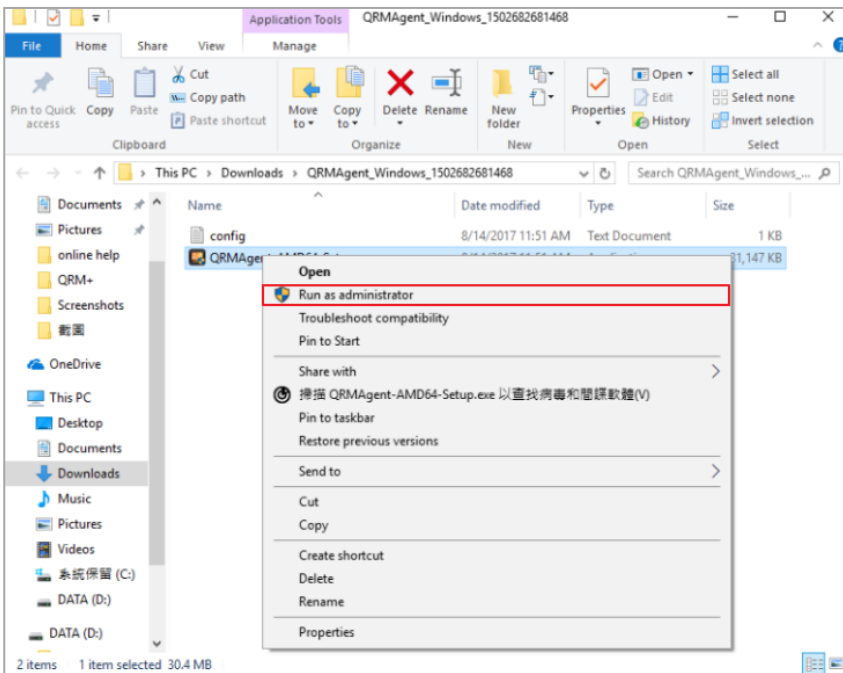 Application Tools QRMAgent_Windows_1502682681468
File Home Share View Manage
Pin to Quick access
Copy
Paste
Cut
Copy path
Paste shortcut
Clipboard
Move to
Copy to
Delete
Rename
Organize
New folder
New
Properties
Open
Edit
History
Open
Select all
Select none
Invert selection
Select
This PC > Downloads > QRMAgent_Windows_1502682681468
Search QRMAgent_Windows_...
Name Date modified Type Size
config 8/14/2017 11:51 AM Text Document 1 KB
Documents
Pictures
online help
QRM+
Screenshots
截圖
OneDrive
This PC
Desktop
Documents
Downloads
Music
Pictures
Videos
系統保留 (C:)
DATA (D:)
DATA (D:)
Open
Run as administrator
Troubleshoot compatibility
Pin to Start
Share with
掃描 QRMAgent-AMD64-Setup.exe 以查找病毒和間諜軟體(V)
Pin to taskbar
Restore previous versions
Send to
Cut
Copy
Create shortcut
Delete
Rename
Properties
2 items 1 item selected 30.4 MB